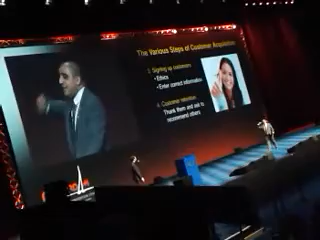 The Various Steps of Customer Acquisition
3. Signing up customers
• Ethics
• Enter correct information
4. Customer retention
Thank them and ask to
recommend others